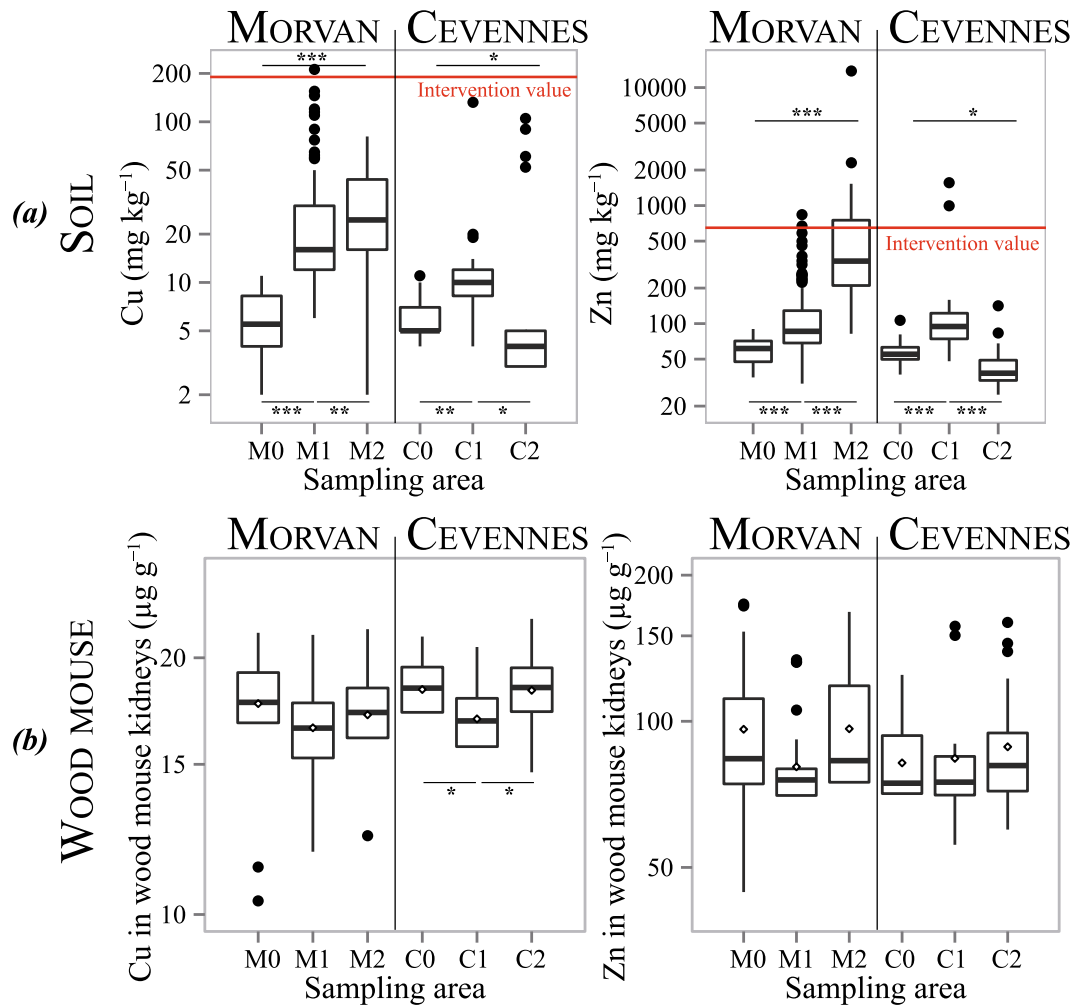 MORVAN CEVENNES
(a) SOIL
Cu (mg kg⁻¹)
200
100
50
20
10
5
2
***
*
Intervention value
***
**
**
*
M0 M1 M2 C0 C1 C2
Sampling area
Zn (mg kg⁻¹)
10000
5000
2000
1000
500
200
100
50
20
***
*
Intervention value
***
***
***
***
M0 M1 M2 C0 C1 C2
Sampling area
MORVAN CEVENNES
MORVAN CEVENNES
(b) WOOD MOUSE
Cu in wood mouse kidneys (µg g⁻¹)
20
15
10
*
*
M0 M1 M2 C0 C1 C2
Sampling area
MORVAN CEVENNES
Zn in wood mouse kidneys (µg g⁻¹)
200
150
100
50
M0 M1 M2 C0 C1 C2
Sampling area